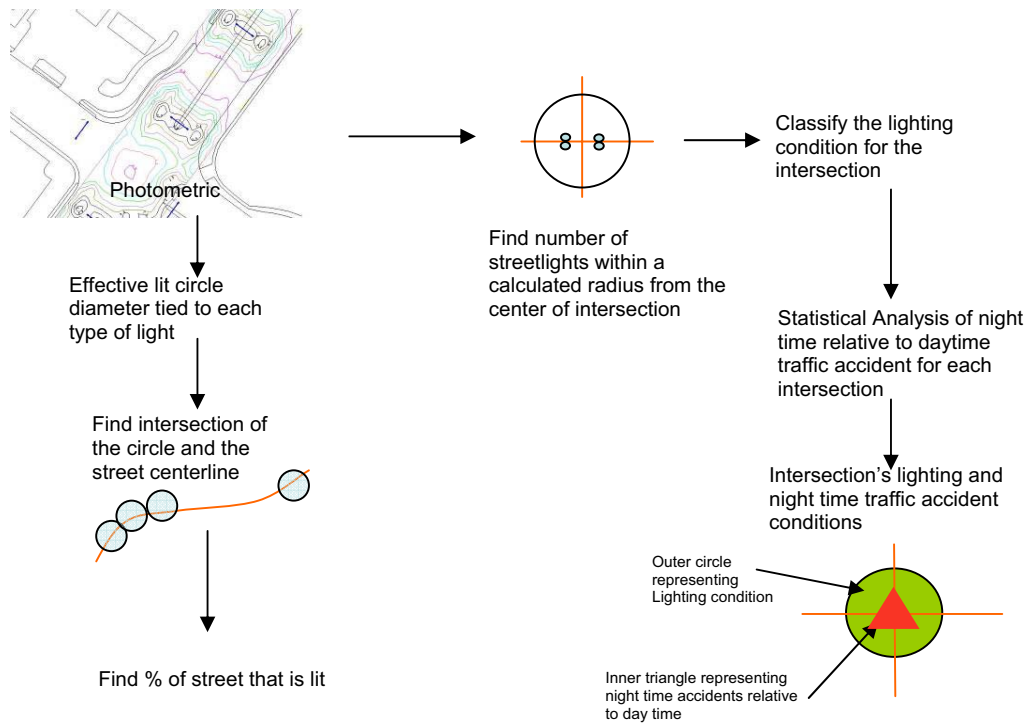 Photometric
Effective lit circle
diameter tied to each
type of light
Find intersection of
the circle and the
street centerline
Find % of street that is lit
Find number of
streetlights within a
calculated radius from the
center of intersection
Classify the lighting
condition for the
intersection
Statistical Analysis of night
time relative to daytime
traffic accident for each
intersection
Intersection's lighting and
night time traffic accident
conditions
Outer circle
representing
Lighting condition
Inner triangle representing
night time accidents relative
to day time